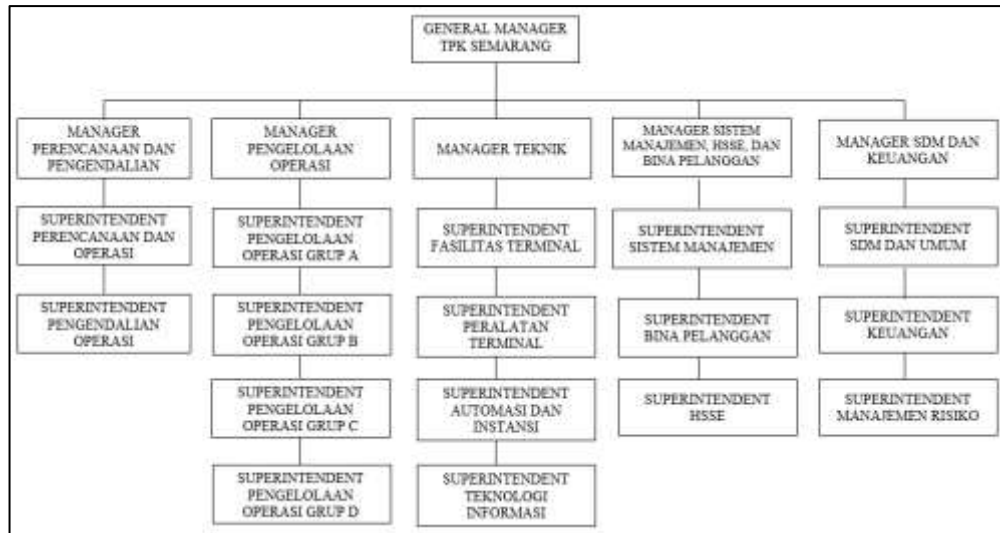 GENERAL MANAGER
TPK SEMARANG
MANAGER
PERENCANAAN DAN
PENGENDALIAN
SUPERINTENDENT
PERENCANAAN DAN
OPERASI
SUPERINTENDENT
PENGENDALIAN
OPERASI
MANAGER
PENGELOLAAN
OPERASI
SUPERINTENDENT
PENGELOLAAN
OPERASI GRUP A
SUPERINTENDENT
PENGELOLAAN
OPERASI GRUP B
SUPERINTENDENT
PENGELOLAAN
OPERASI GRUP C
SUPERINTENDENT
PENGELOLAAN
OPERASI GRUP D
MANAGER TEKNIK
SUPERINTENDENT
FASILITAS TERMINAL
SUPERINTENDENT
PERALATAN
TERMINAL
SUPERINTENDENT
AUTOMASI DAN
INSTANSI
SUPERINTENDENT
TEKNOLOGI
INFORMASI
MANAGER SISTEM
MANAJEMEN, HSSE, DAN
BINA PELANGGAN
SUPERINTENDENT
SISTEM MANAJEMEN
SUPERINTENDENT
BINA PELANGGAN
SUPERINTENDENT
HSSE
MANAGER SDM DAN
KEUANGAN
SUPERINTENDENT
SDM DAN UMUM
SUPERINTENDENT
KEUANGAN
SUPERINTENDENT
MANAJEMEN RISIKO